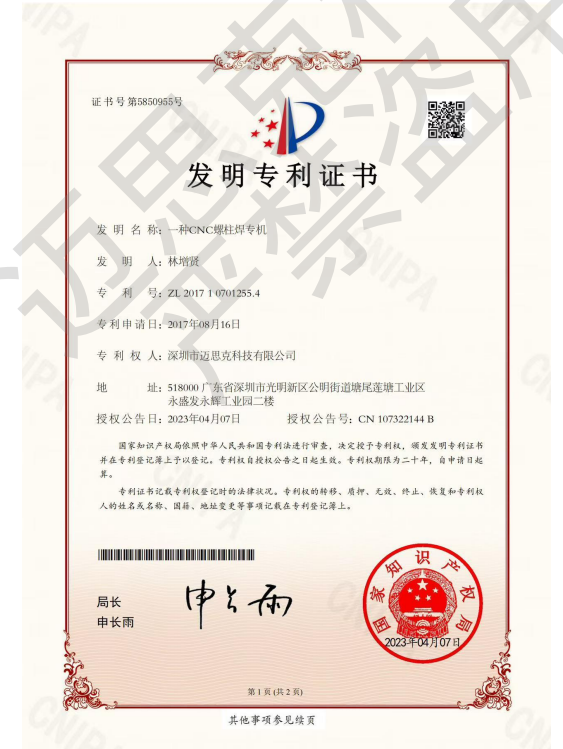 证书号第5850955号
发明专利证书
发 明 名 称：一种CNC螺柱焊专机
发 明 人：林增贤
专 利 号：ZL 2017 1 0701255.4
专利申请日：2017年08月16日
专 利 权 人：深圳市迈思克科技有限公司
地 址：518000 广东省深圳市光明新区公明街道塘尾莲塘工业区
永盛发永辉工业园二楼
授权公告日：2023年04月07日 授权公告号：CN 107322144 B
国家知识产权局依照中华人民共和国专利法进行审查，决定授予专利权，颁发发明专利证书
并在专利登记簿上予以登记。专利权自授权公告之日起生效。专利权期限为二十年，自申请日起
算。
专利证书记载专利权登记时的法律状况。专利权的转移、质押、无效、终止、恢复和专利权
人的姓名或名称、国籍、地址变更等事项记载在专利登记簿上。
局长
申长雨
申长雨
国家知识产权局
2023年04月07日
第 1 页 (共 2 页)
其他事项参见续页
CNIPA